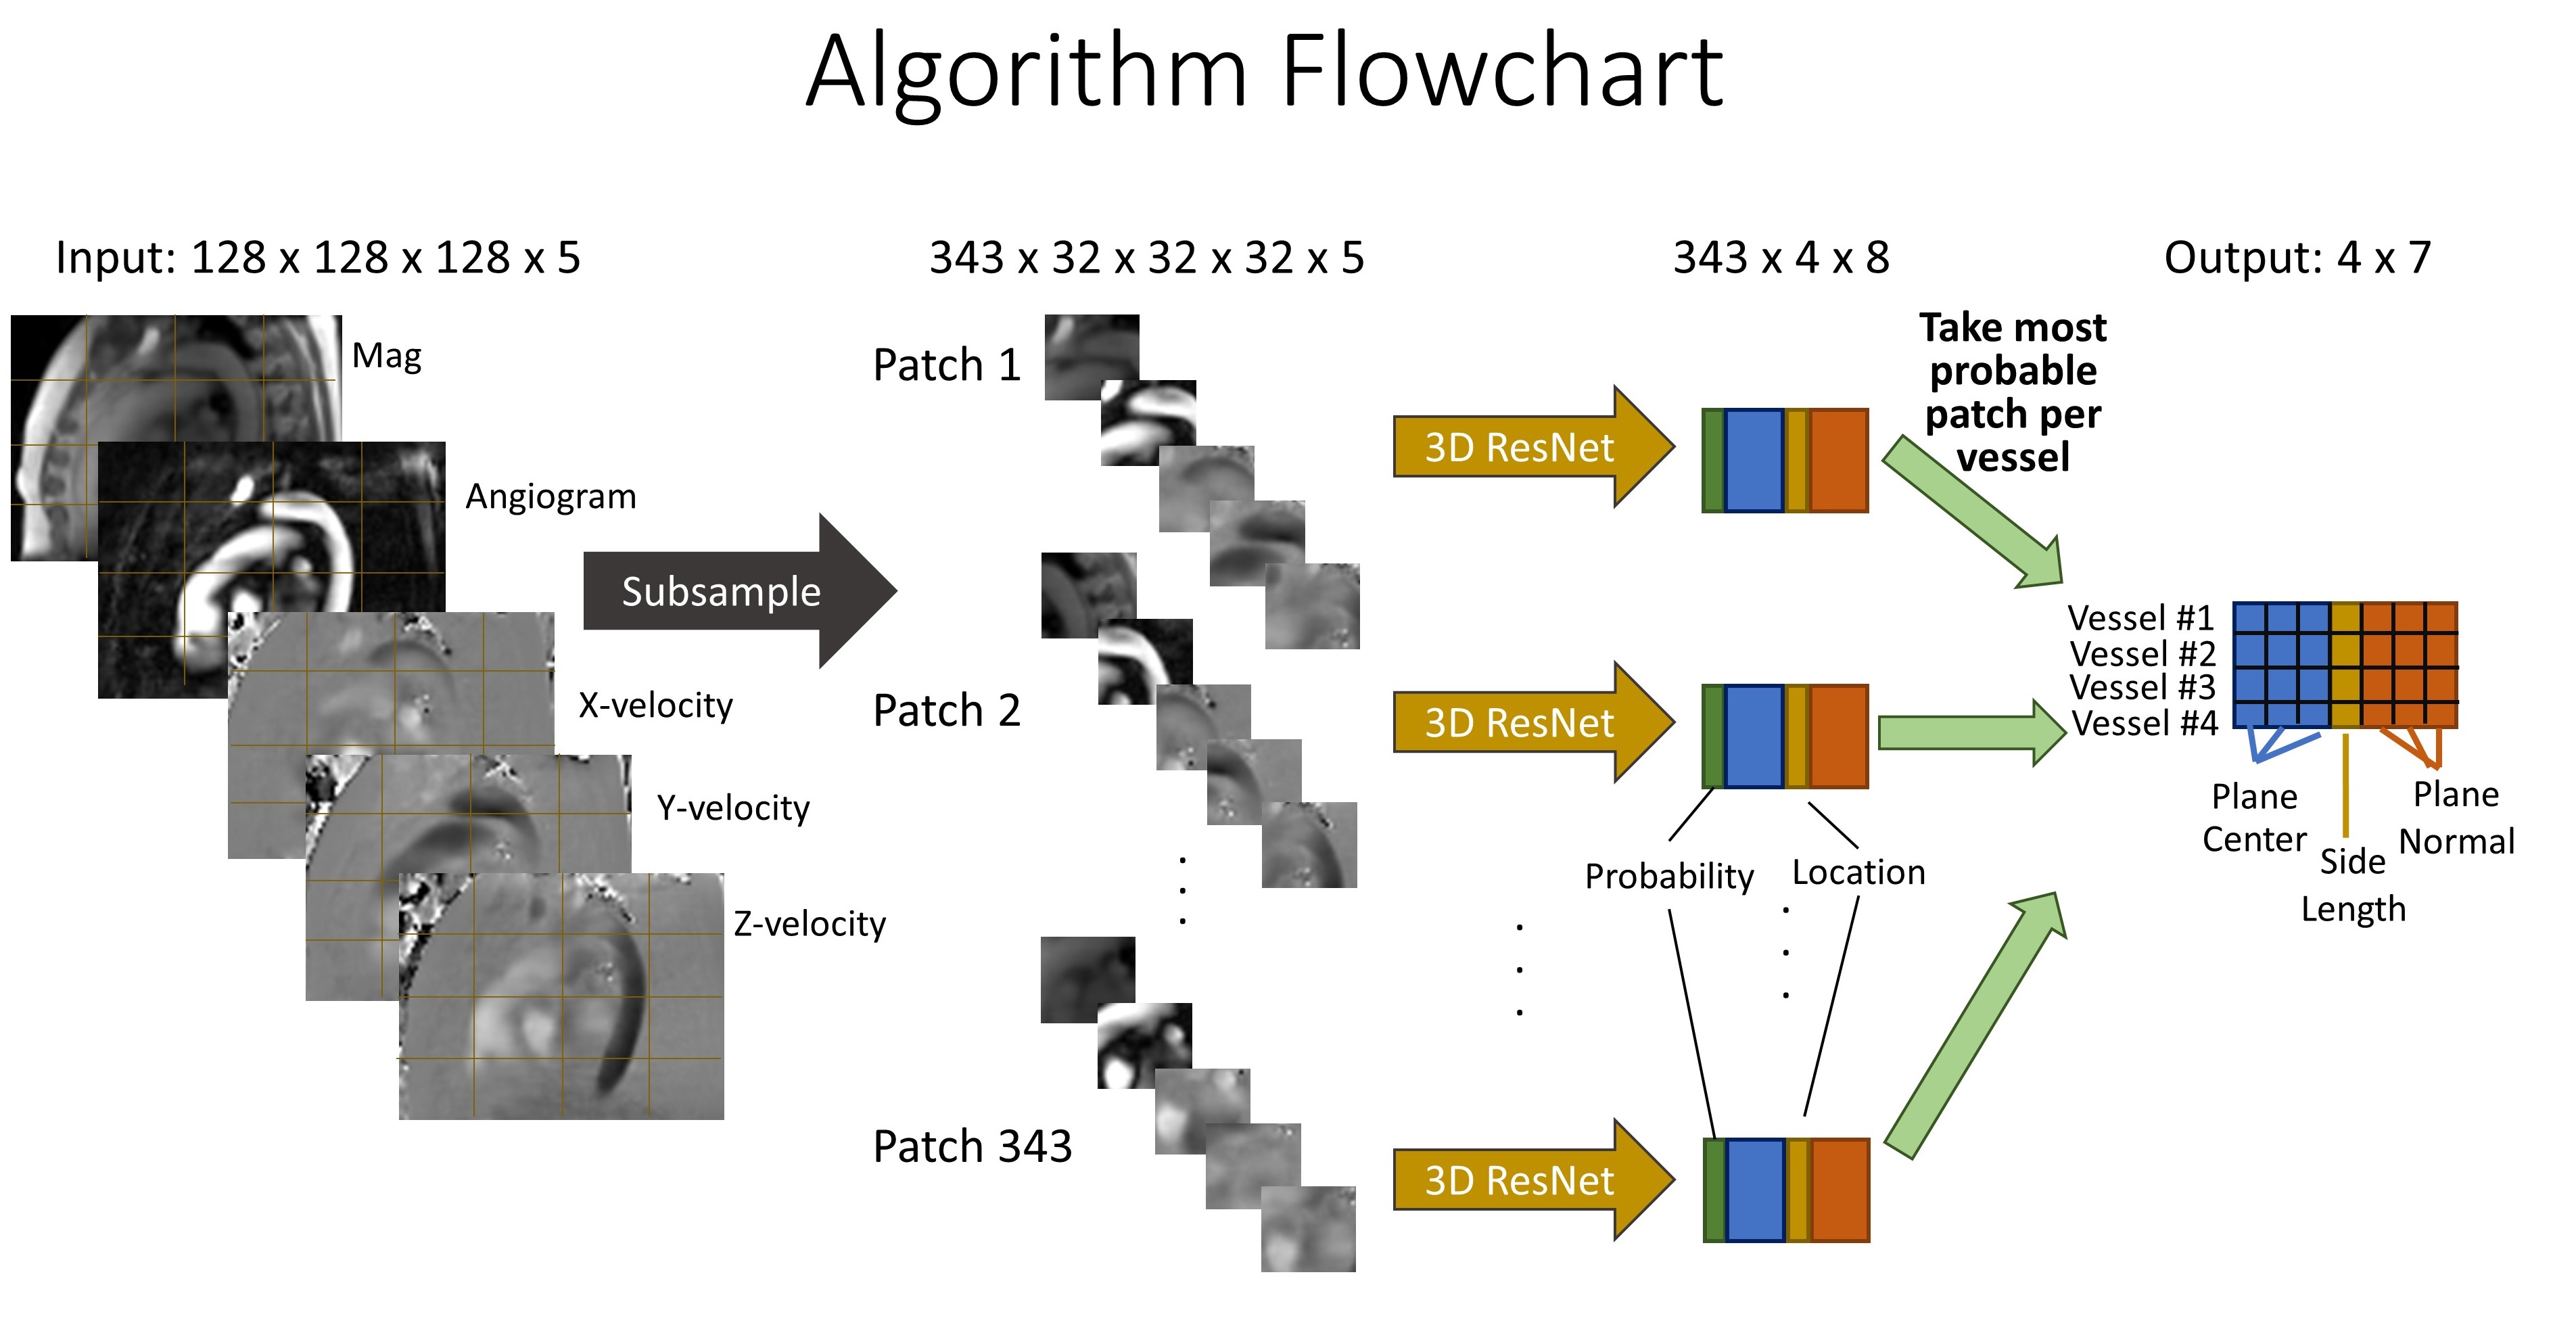 Algorithm Flowchart
Input: 128 x 128 x 128 x 5
343 x 32 x 32 x 32 x 5
343 x 4 x 8
Output: 4 x 7
Mag
Angiogram
X-velocity
Y-velocity
Z-velocity
Subsample
Patch 1
Patch 2
.
.
.
Patch 343
3D ResNet
3D ResNet
.
.
.
3D ResNet
Probability
Location
.
.
.
Take most
probable
patch per
vessel
Vessel #1
Vessel #2
Vessel #3
Vessel #4
Plane
Center
Side
Length
Plane
Normal